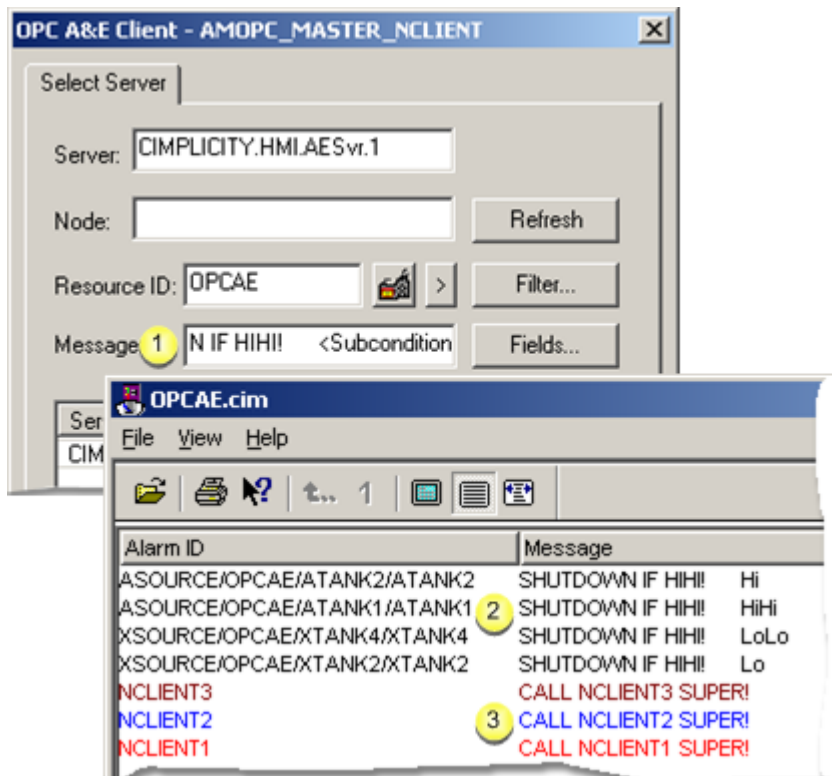 OPC A&E Client - AMOPC_MASTER_NCLIENT
Select Server
Server: CIMPLICITY.HMI.AESvr.1
Node:
Refresh
Resource ID: OPCAE
>
Filter...
Message 1 N IF HIHI! <Subcondition
Fields...
Ser
CIM
OPCAE.cim
File View Help
1
Alarm ID Message
ASOURCE/OPCAE/ATANK2/ATANK2 SHUTDOWN IF HIHI! Hi
ASOURCE/OPCAE/ATANK1/ATANK1 2 SHUTDOWN IF HIHI! HiHi
XSOURCE/OPCAE/XTANK4/XTANK4 SHUTDOWN IF HIHI! LoLo
XSOURCE/OPCAE/XTANK2/XTANK2 SHUTDOWN IF HIHI! Lo
NCLIENT3 CALL NCLIENT3 SUPER!
NCLIENT2 3 CALL NCLIENT2 SUPER!
NCLIENT1 CALL NCLIENT1 SUPER!